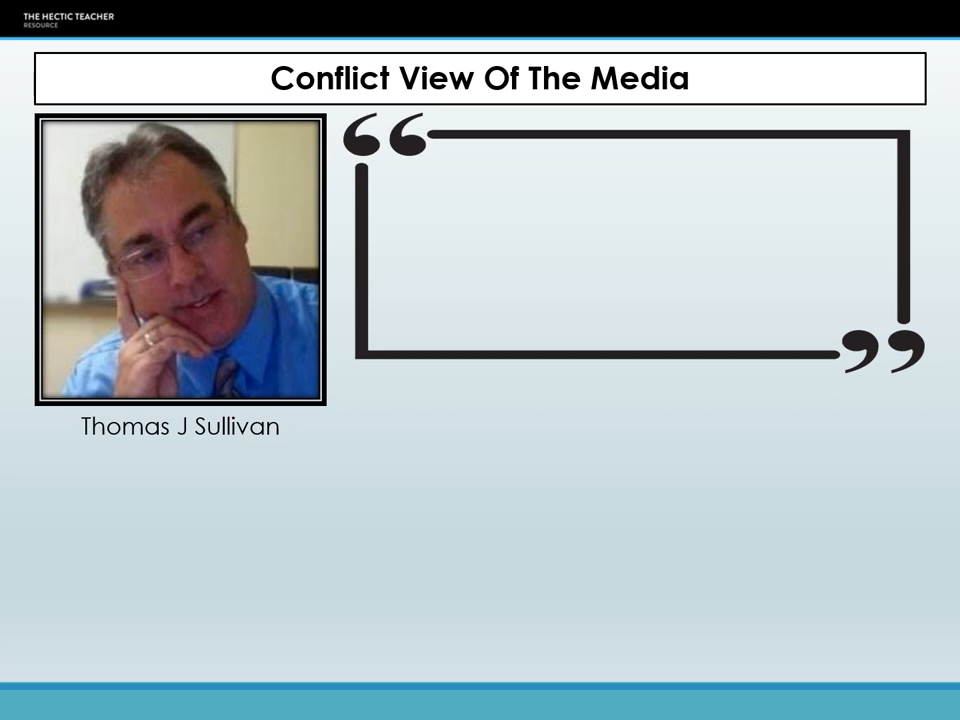 THE HECTIC TEACHER
RESOURCE
Conflict View Of The Media
“
”
Thomas J Sullivan